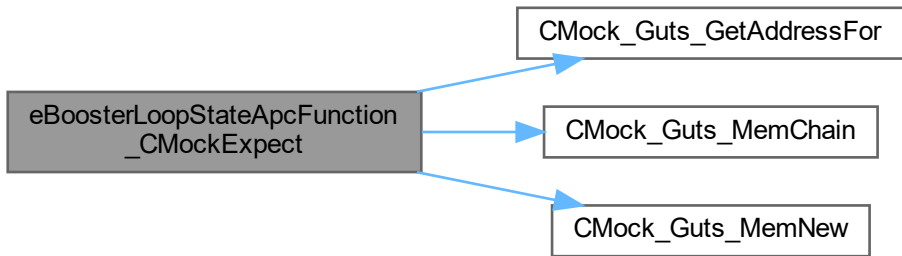 eBoosterLoopStateApcFunction
_CMockExpect
CMock_Guts_GetAddressFor
CMock_Guts_MemChain
CMock_Guts_MemNew